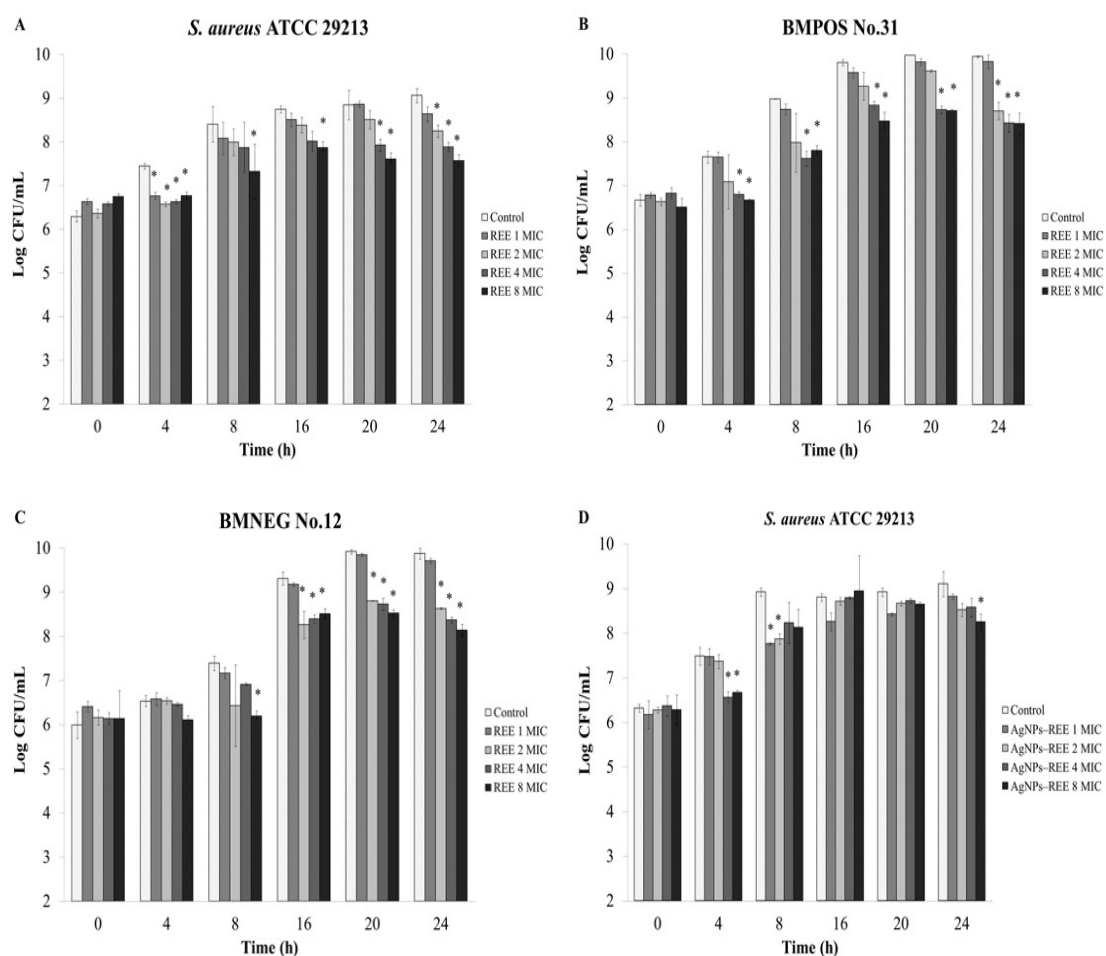 A
S. aureus ATCC 29213
10
9
8
7
6
5
4
3
2
Log CFU/mL
* * * * * * * * * * * *
0 4 8 16 20 24
Time (h)
Control
REE 1 MIC
REE 2 MIC
REE 4 MIC
REE 8 MIC
B
BMPOS No.31
10
9
8
7
6
5
4
3
2
Log CFU/mL
* * * * * * * * * * *
0 4 8 16 20 24
Time (h)
Control
REE 1 MIC
REE 2 MIC
REE 4 MIC
REE 8 MIC
C
BMNEG No.12
10
9
8
7
6
5
4
3
2
Log CFU/mL
* * * * * * * * * *
0 4 8 16 20 24
Time (h)
Control
REE 1 MIC
REE 2 MIC
REE 4 MIC
REE 8 MIC
D
S. aureus ATCC 29213
10
9
8
7
6
5
4
3
2
Log CFU/mL
* * * * *
0 4 8 16 20 24
Time (h)
Control
AgNPs–REE 1 MIC
AgNPs–REE 2 MIC
AgNPs–REE 4 MIC
AgNPs–REE 8 MIC